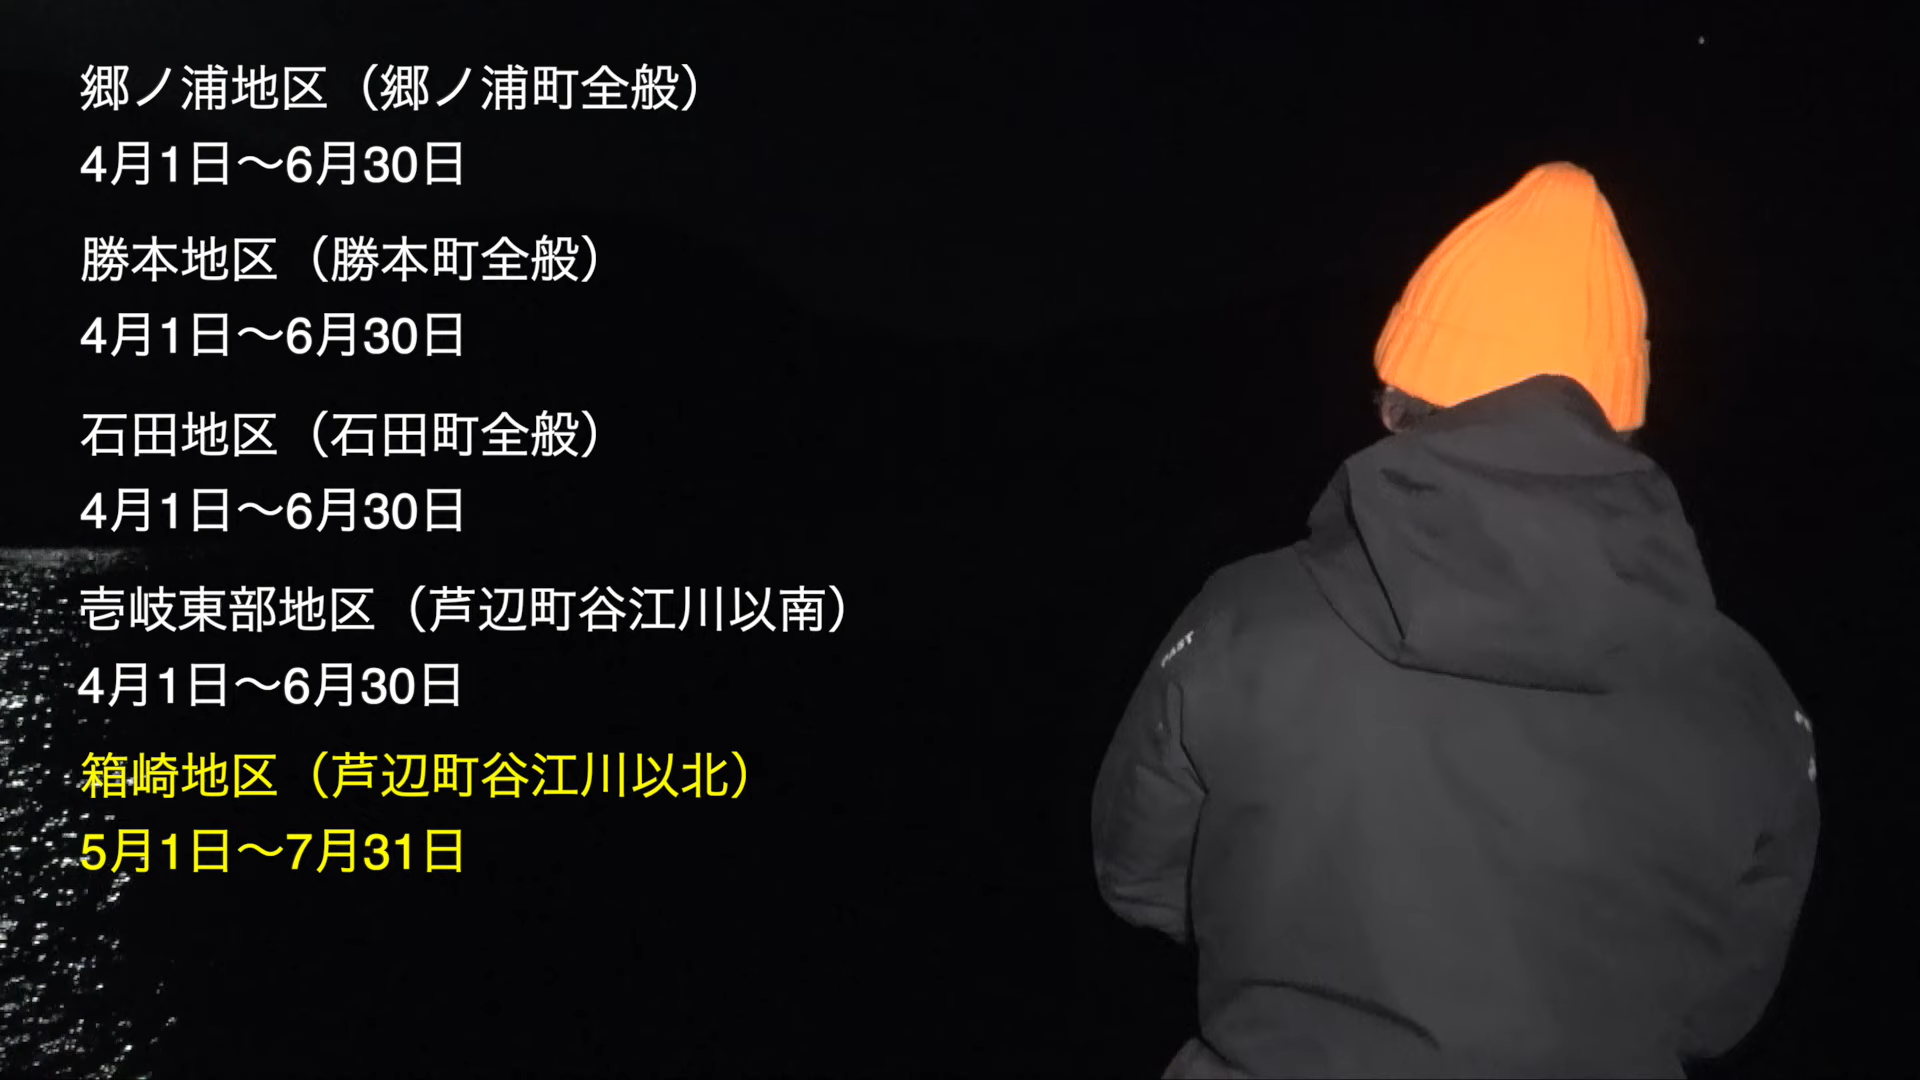 郷ノ浦地区（郷ノ浦町全般）
4月1日〜6月30日
勝本地区（勝本町全般）
4月1日〜6月30日
石田地区（石田町全般）
4月1日〜6月30日
壱岐東部地区（芦辺町谷江川以南）
4月1日〜6月30日
箱崎地区（芦辺町谷江川以北）
5月1日〜7月31日